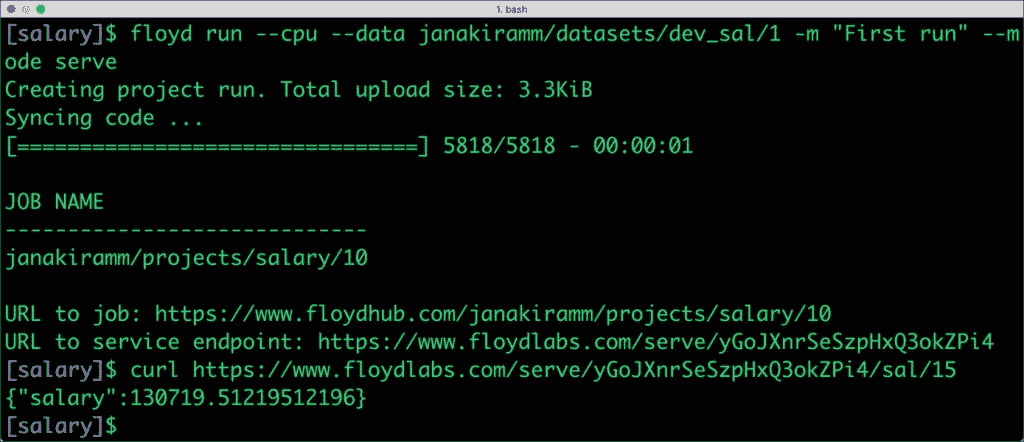 1. bash
[salary]$ floyd run --cpu --data janakiramm/datasets/dev_sal/1 -m "First run" --m
ode serve
Creating project run. Total upload size: 3.3KiB
Syncing code ...
[================================] 5818/5818 - 00:00:01
JOB NAME
-----------------------------
janakiramm/projects/salary/10
URL to job: https://www.floydhub.com/janakiramm/projects/salary/10
URL to service endpoint: https://www.floydlabs.com/serve/yGoJXnrSeSzpHxQ3okZPi4
[salary]$ curl https://www.floydlabs.com/serve/yGoJXnrSeSzpHxQ3okZPi4/sal/15
{"salary":130719.51219512196}
[salary]$